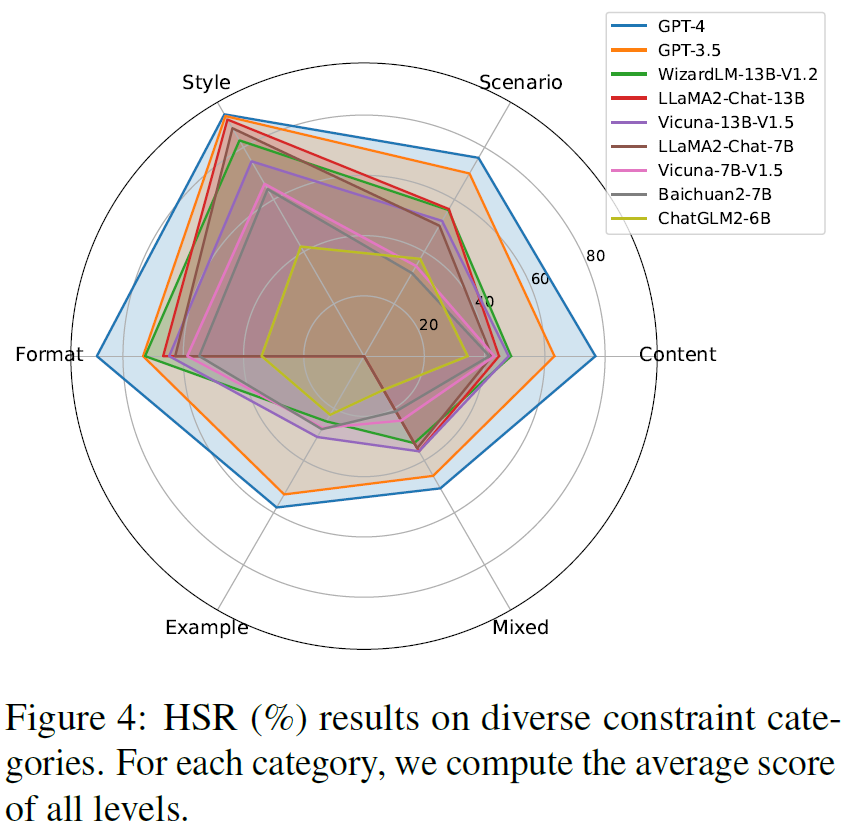 GPT-4
GPT-3.5
WizardLM-13B-V1.2
LLaMA2-Chat-13B
Vicuna-13B-V1.5
LLaMA2-Chat-7B
Vicuna-7B-V1.5
Baichuan2-7B
ChatGLM2-6B
Style
Scenario
80
60
40
20
Format
Content
Example
Mixed
Figure 4: HSR (%) results on diverse constraint cate-
gories. For each category, we compute the average score
of all levels.